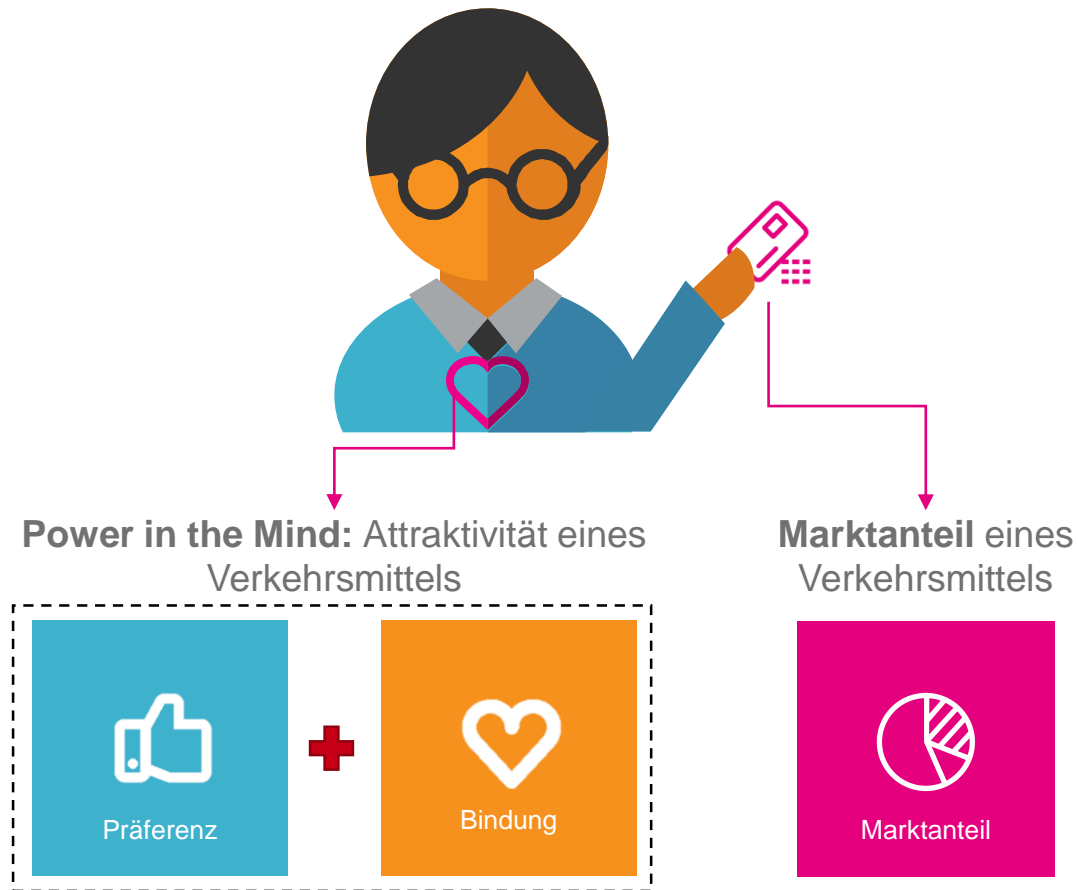 Power in the Mind: Attraktivität eines
Verkehrsmittels
Marktanteil eines
Verkehrsmittels
Präferenz
Bindung
Marktanteil